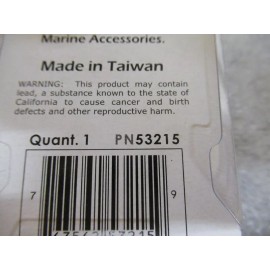 Marine Accessories.
Made in Taiwan
WARNING: This product may contain
lead, a substance known to the state of
California to cause cancer and birth
defects and other reproductive harm.
Quant. 1 PN53215
7 9